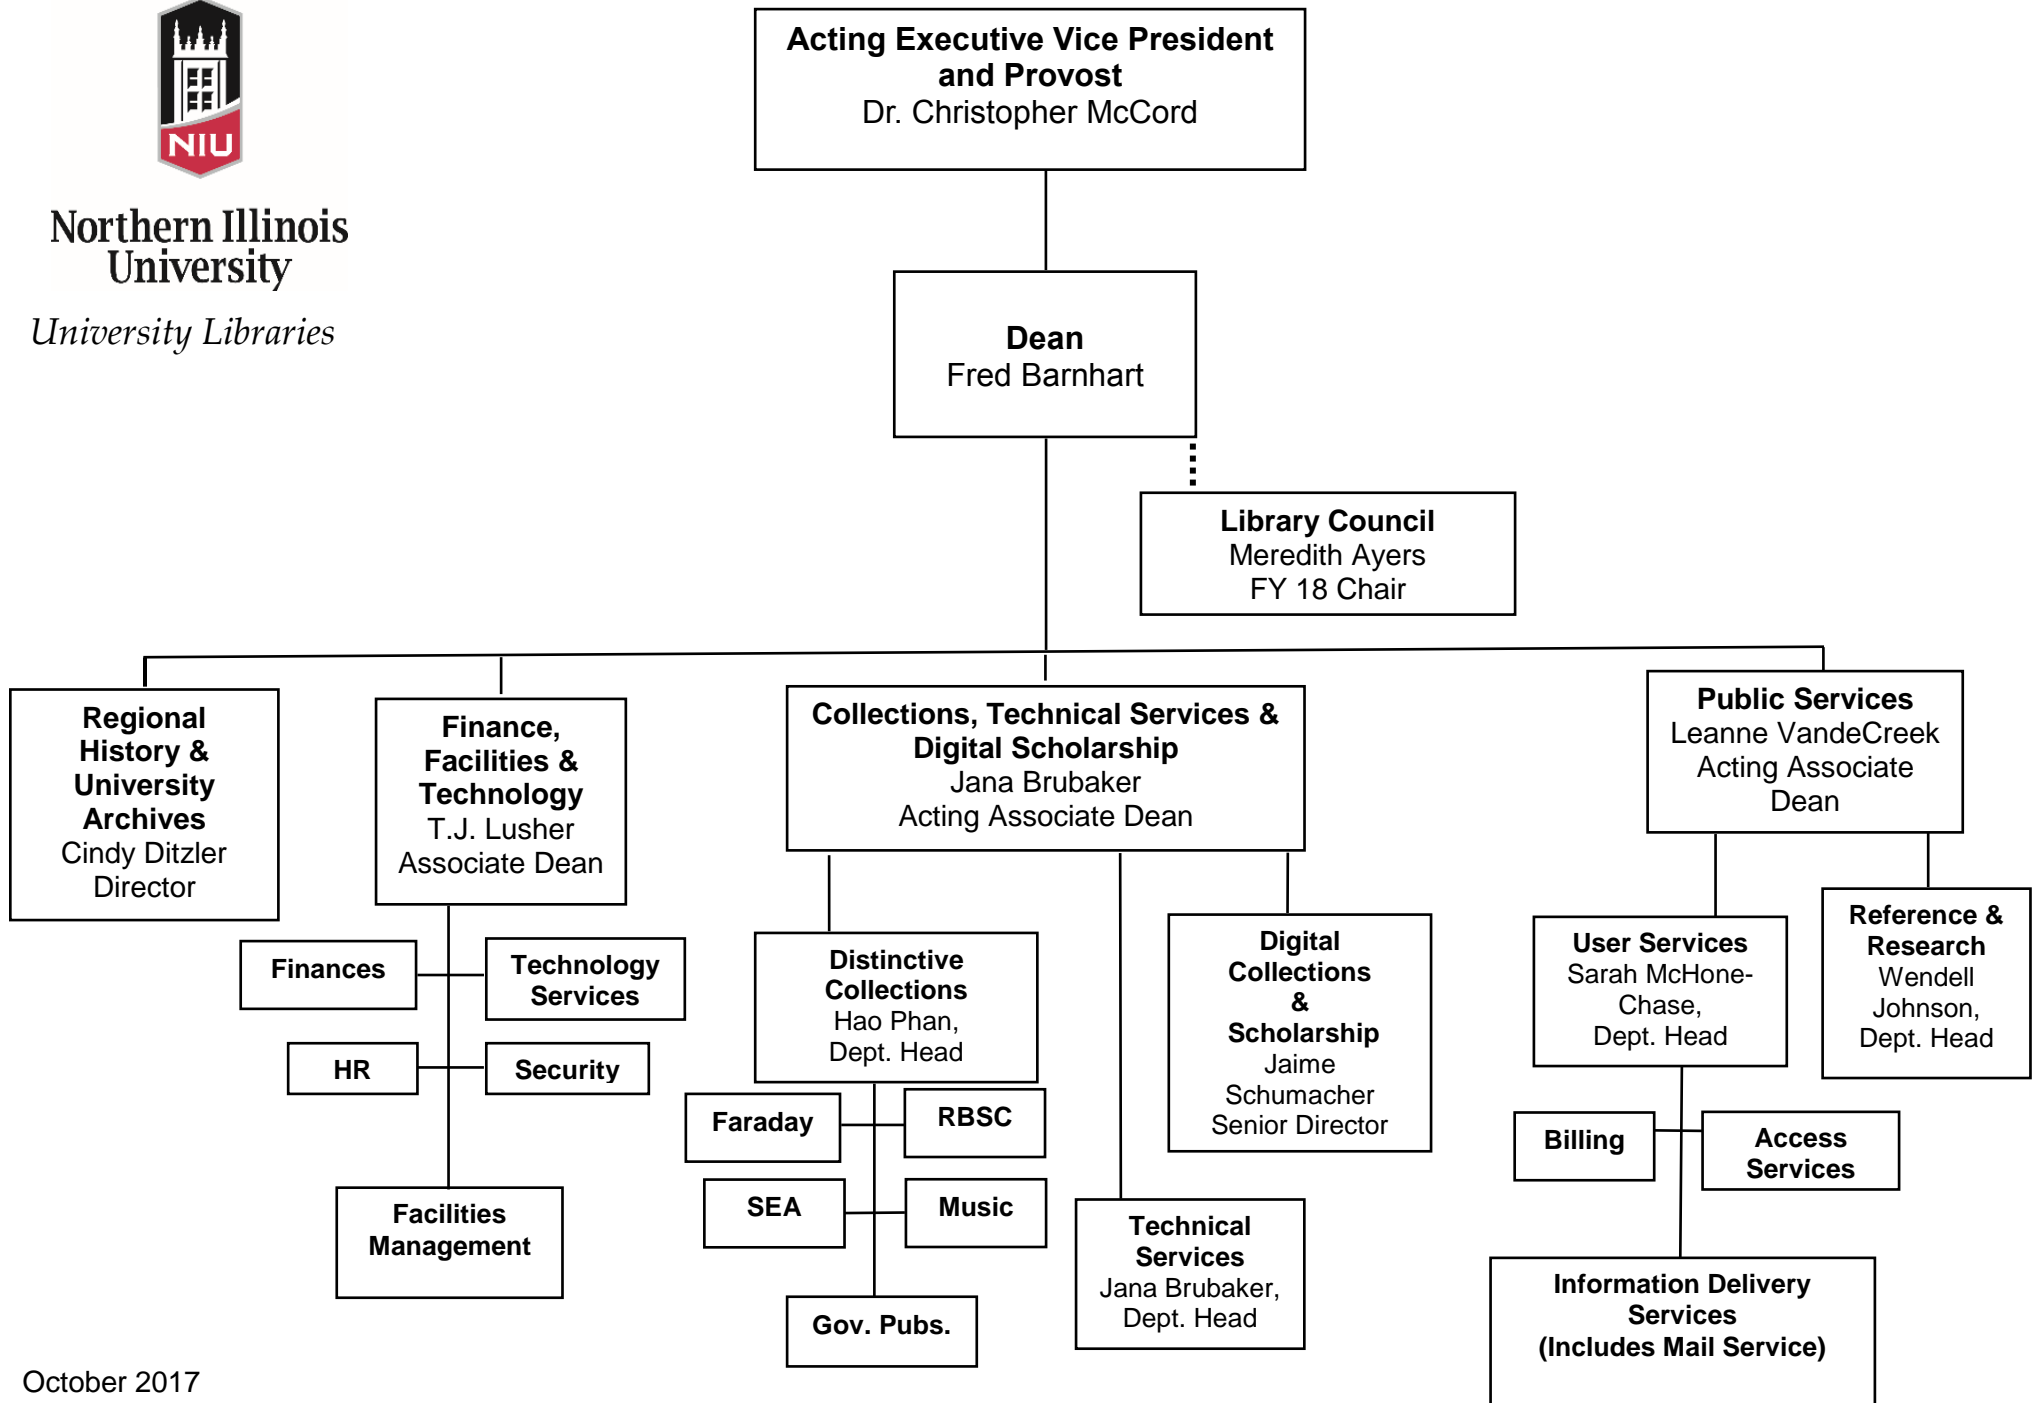 NIU
Northern Illinois
University
University Libraries
Acting Executive Vice President
and Provost
Dr. Christopher McCord
Dean
Fred Barnhart
Library Council
Meredith Ayers
FY 18 Chair
Regional
History &
University
Archives
Cindy Ditzler
Director
Finance,
Facilities &
Technology
T.J. Lusher
Associate Dean
Collections, Technical Services &
Digital Scholarship
Jana Brubaker
Acting Associate Dean
Public Services
Leanne VandeCreek
Acting Associate
Dean
Finances
Technology
Services
HR
Security
Facilities
Management
Distinctive
Collections
Hao Phan,
Dept. Head
Faraday
RBSC
SEA
Music
Gov. Pubs.
Technical
Services
Jana Brubaker,
Dept. Head
Digital
Collections
&
Scholarship
Jaime
Schumacher
Senior Director
User Services
Sarah McHone-
Chase,
Dept. Head
Reference &
Research
Wendell
Johnson,
Dept. Head
Billing
Access
Services
Information Delivery
Services
(Includes Mail Service)
October 2017